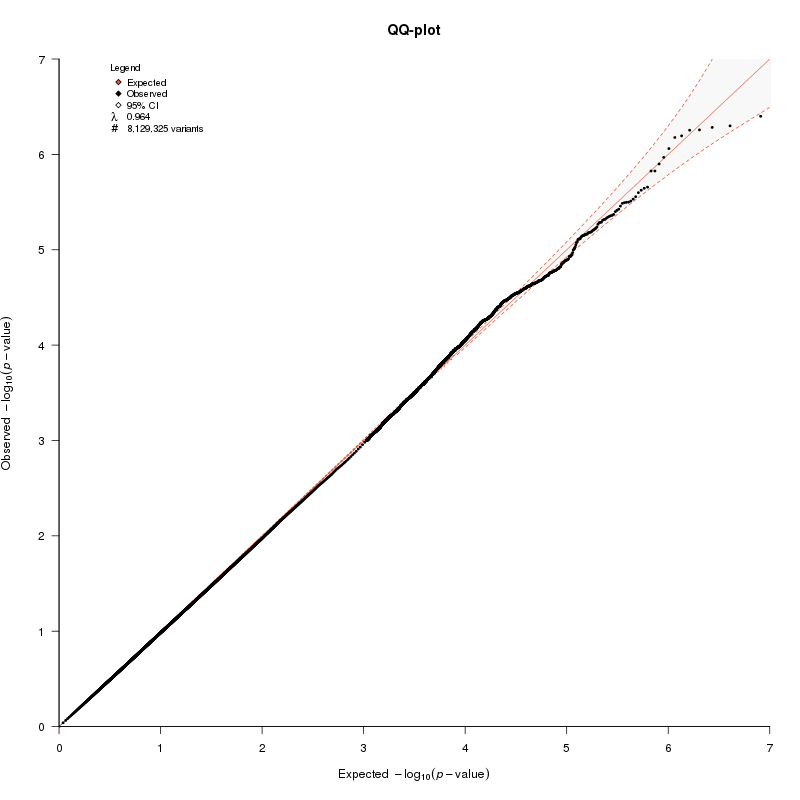 QQ-plot
Legend
Expected
Observed
95% CI
λ 0.964
# 8,129,325 variants
7
6
5
4
3
2
1
0
Observed −log10(p−value)
0 1 2 3 4 5 6 7
Expected −log10(p−value)